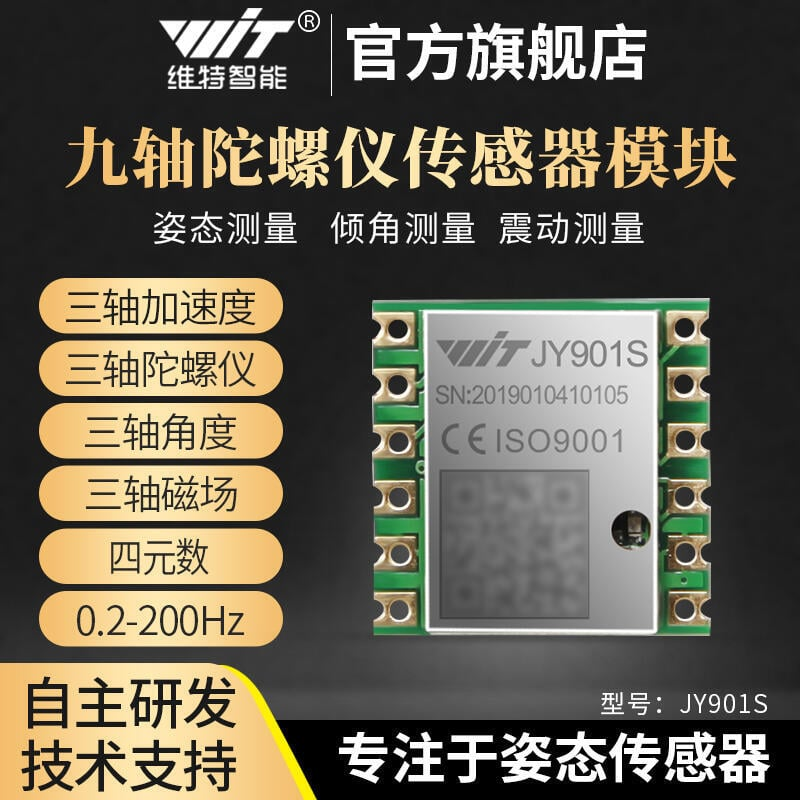 WIT®
维特智能
官方旗舰店
九轴陀螺仪传感器模块
姿态测量 倾角测量 震动测量
三轴加速度
三轴陀螺仪
三轴角度
三轴磁场
四元数
0.2-200Hz
WIT JY901S
SN:2019010410105
CE ISO9001
型号：JY901S
自主研发
技术支持
专注于姿态传感器